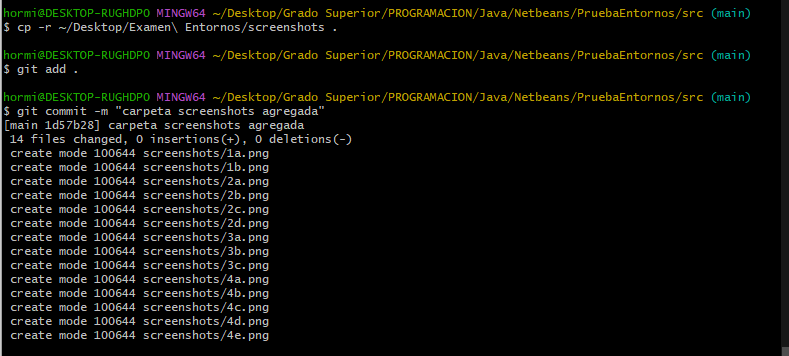 hormi@DESKTOP-RUGHDPO MINGW64 ~/Desktop/Grado Superior/PROGRAMACION/Java/Netbeans/PruebaEntornos/src (main)
$ cp -r ~/Desktop/Examen\ Entornos/screenshots .
hormi@DESKTOP-RUGHDPO MINGW64 ~/Desktop/Grado Superior/PROGRAMACION/Java/Netbeans/PruebaEntornos/src (main)
$ git add .
hormi@DESKTOP-RUGHDPO MINGW64 ~/Desktop/Grado Superior/PROGRAMACION/Java/Netbeans/PruebaEntornos/src (main)
$ git commit -m "carpeta screenshots agregada"
[main 1d57b28] carpeta screenshots agregada
 14 files changed, 0 insertions(+), 0 deletions(-)
 create mode 100644 screenshots/1a.png
 create mode 100644 screenshots/1b.png
 create mode 100644 screenshots/2a.png
 create mode 100644 screenshots/2b.png
 create mode 100644 screenshots/2c.png
 create mode 100644 screenshots/2d.png
 create mode 100644 screenshots/3a.png
 create mode 100644 screenshots/3b.png
 create mode 100644 screenshots/3c.png
 create mode 100644 screenshots/4a.png
 create mode 100644 screenshots/4b.png
 create mode 100644 screenshots/4c.png
 create mode 100644 screenshots/4d.png
 create mode 100644 screenshots/4e.png